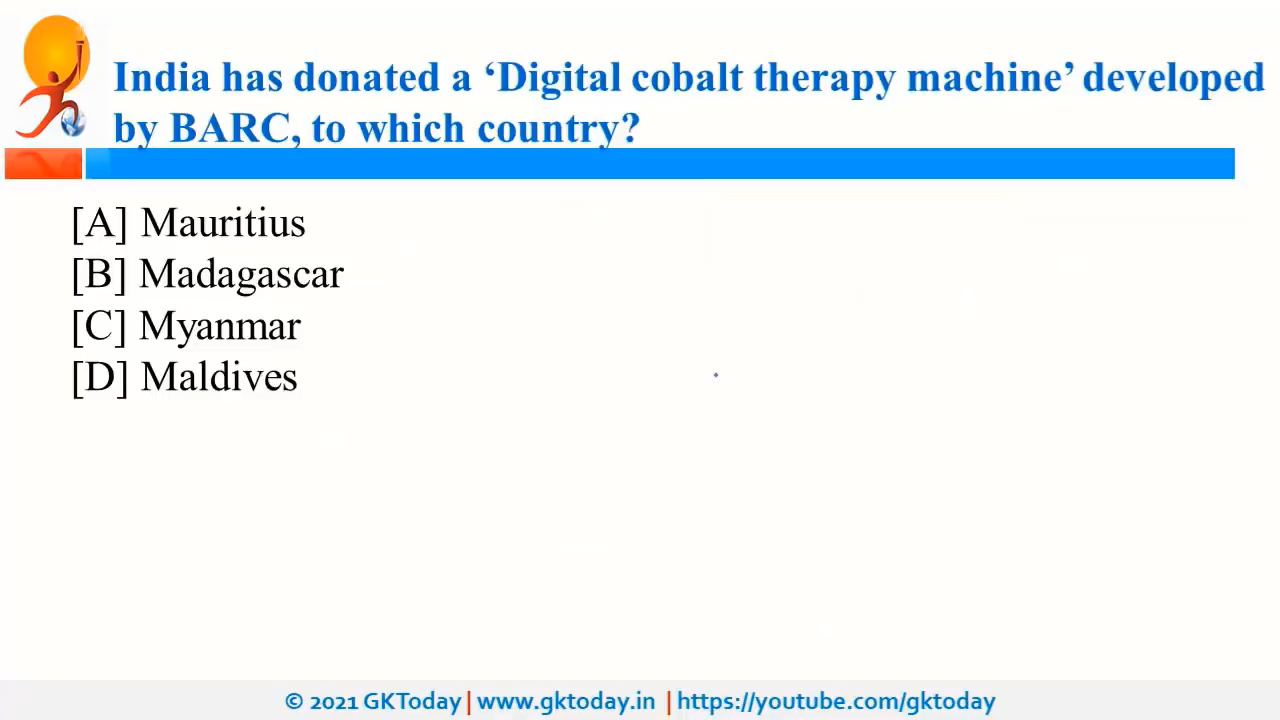 India has donated a ‘Digital cobalt therapy machine’ developed
by BARC, to which country?
[A] Mauritius
[B] Madagascar
[C] Myanmar
[D] Maldives
© 2021 GKToday | www.gktoday.in | https://youtube.com/gktoday